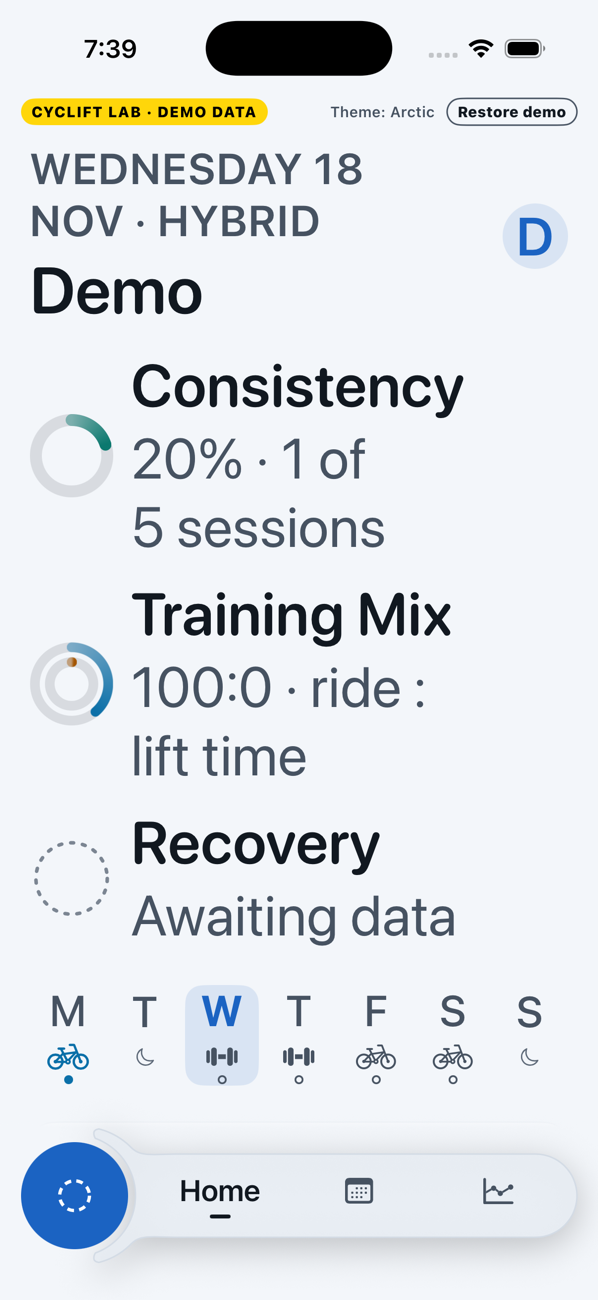 7:39
CYCLIFT LAB · DEMO DATA
Theme: Arctic
Restore demo
WEDNESDAY 18
NOV · HYBRID
D
Demo
Consistency
20% · 1 of
5 sessions
Training Mix
100:0 · ride :
lift time
Recovery
Awaiting data
M T W T F S S
Home